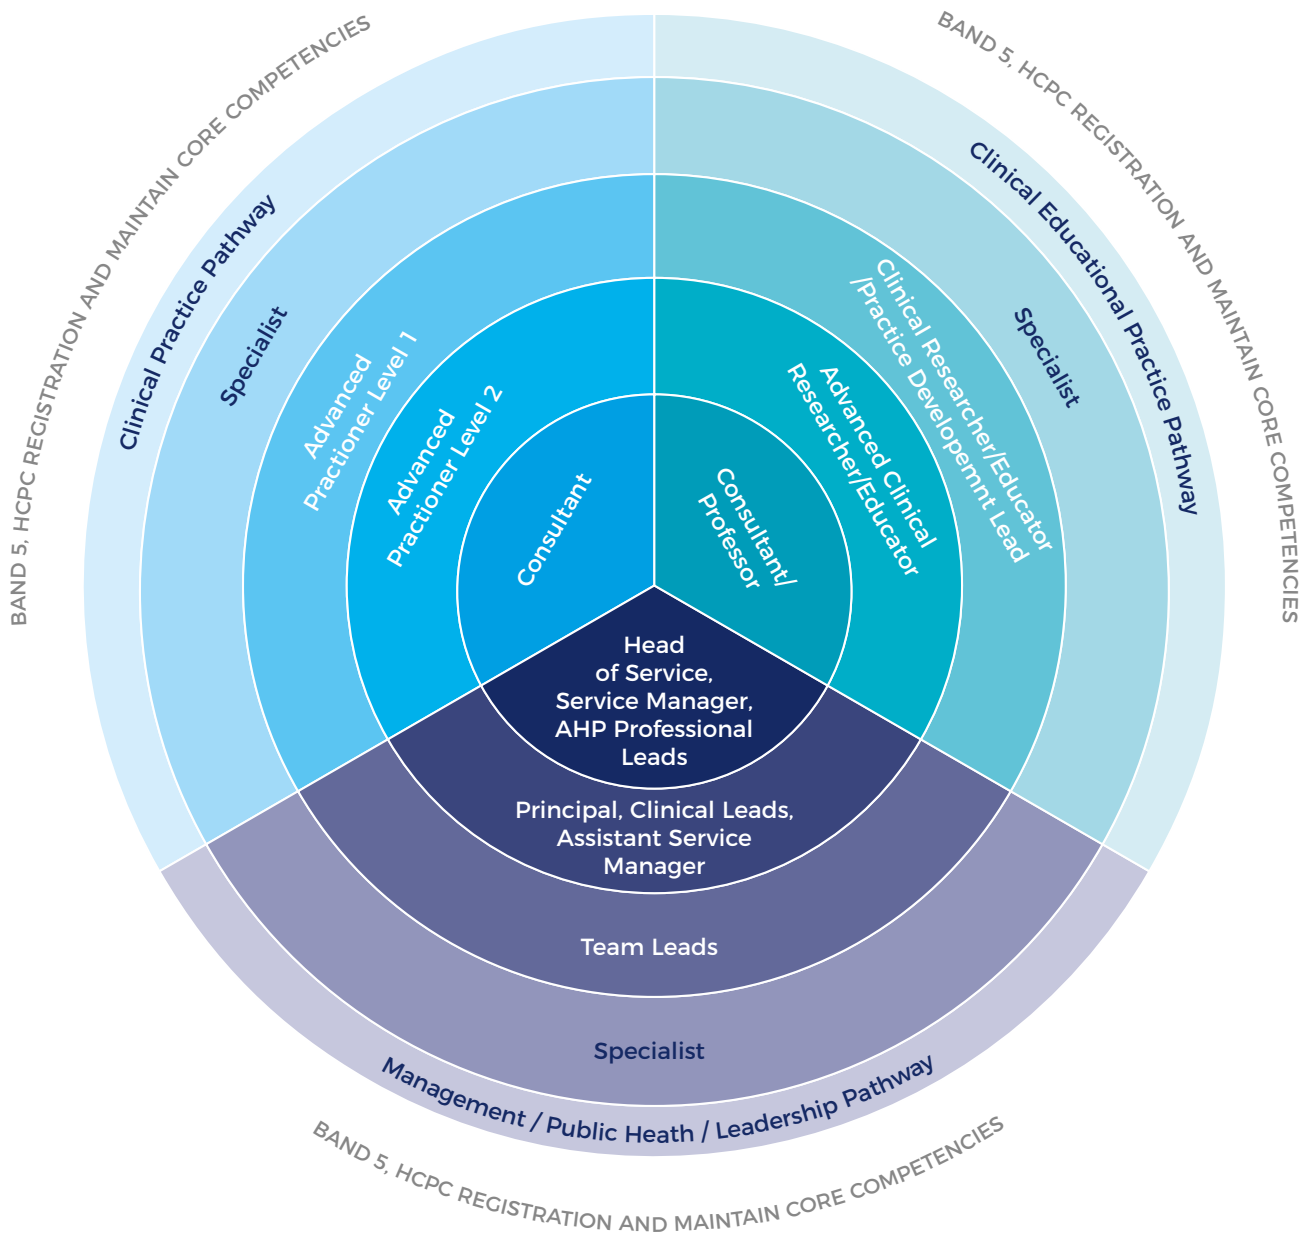 BAND 5, HCPC REGISTRATION AND MAINTAIN CORE COMPETENCIES
Clinical Practice Pathway
Specialist
Advanced
Practioner Level 1
Advanced
Practioner Level 2
Consultant
BAND 5, HCPC REGISTRATION AND MAINTAIN CORE COMPETENCIES
Clinical Educational Practice Pathway
Specialist
Clinical Researcher/Educator
/Practice Developemnt Lead
Advanced Clinical
Researcher/Educator
Consultant/
Professor
Head
of Service,
Service Manager,
AHP Professional
Leads
Principal, Clinical Leads,
Assistant Service
Manager
Team Leads
Specialist
Management / Public Heath / Leadership Pathway
BAND 5, HCPC REGISTRATION AND MAINTAIN CORE COMPETENCIES